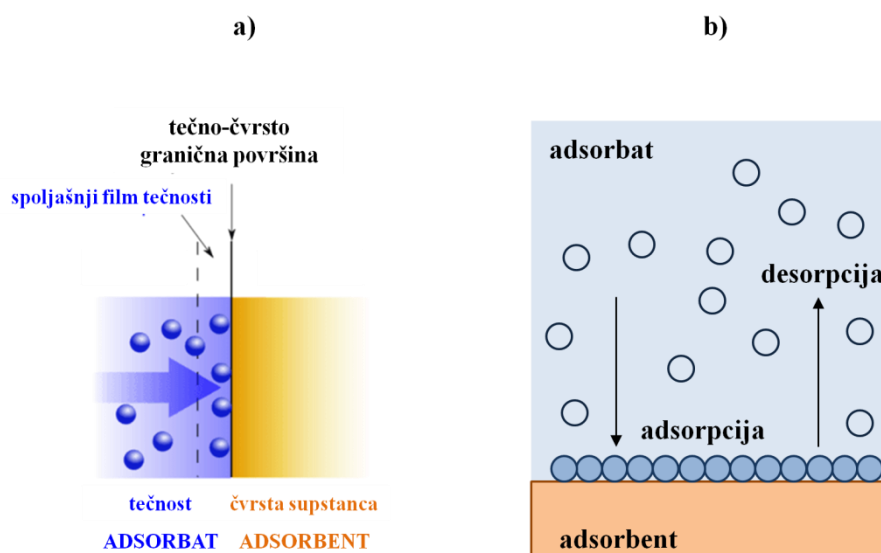 a)
tečno-čvrsto
granična površina
spoljašnji film tečnosti
tečnost
čvrsta supstanca
ADSORBAT
ADSORBENT
b)
adsorbat
desorpcija
adsorpcija
adsorbent